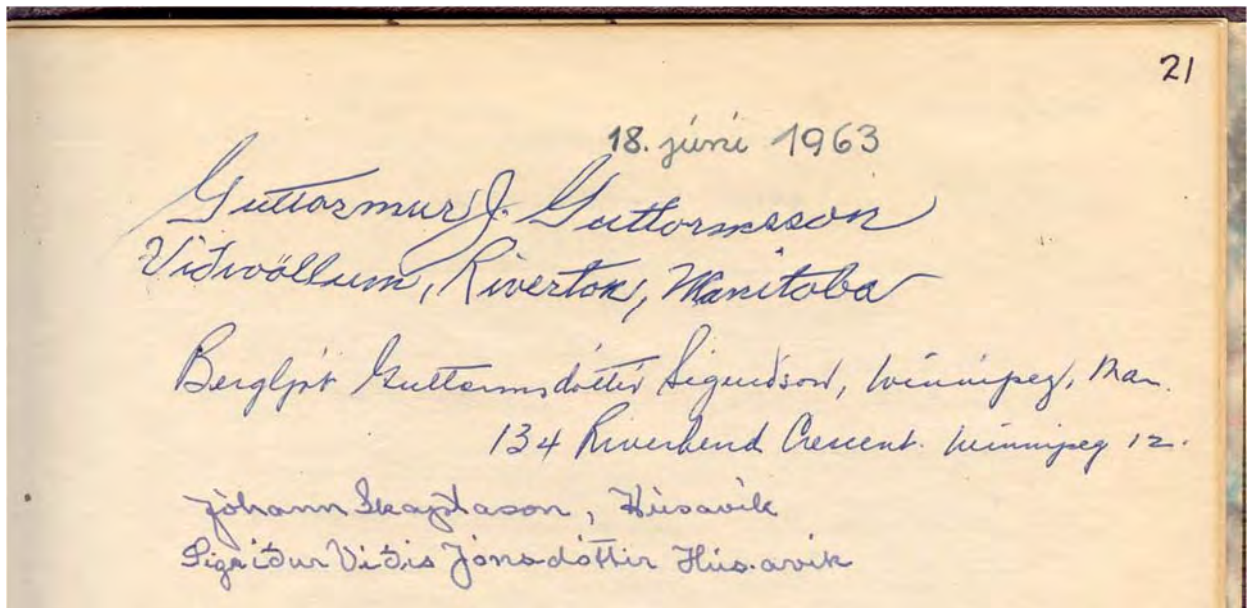 21
18. júní 1963
Guttormur J. Guttormsson
Víðivöllum, Riverton, Manitoba
Bergljót Guttormsdóttir Sigurdson, Winnipeg, Man.
134 Riverbend Crescent. Winnipeg 12.
Jóhann Skaptason, Húsavík
Sigríður Víðis Jónsdóttir Húsavík